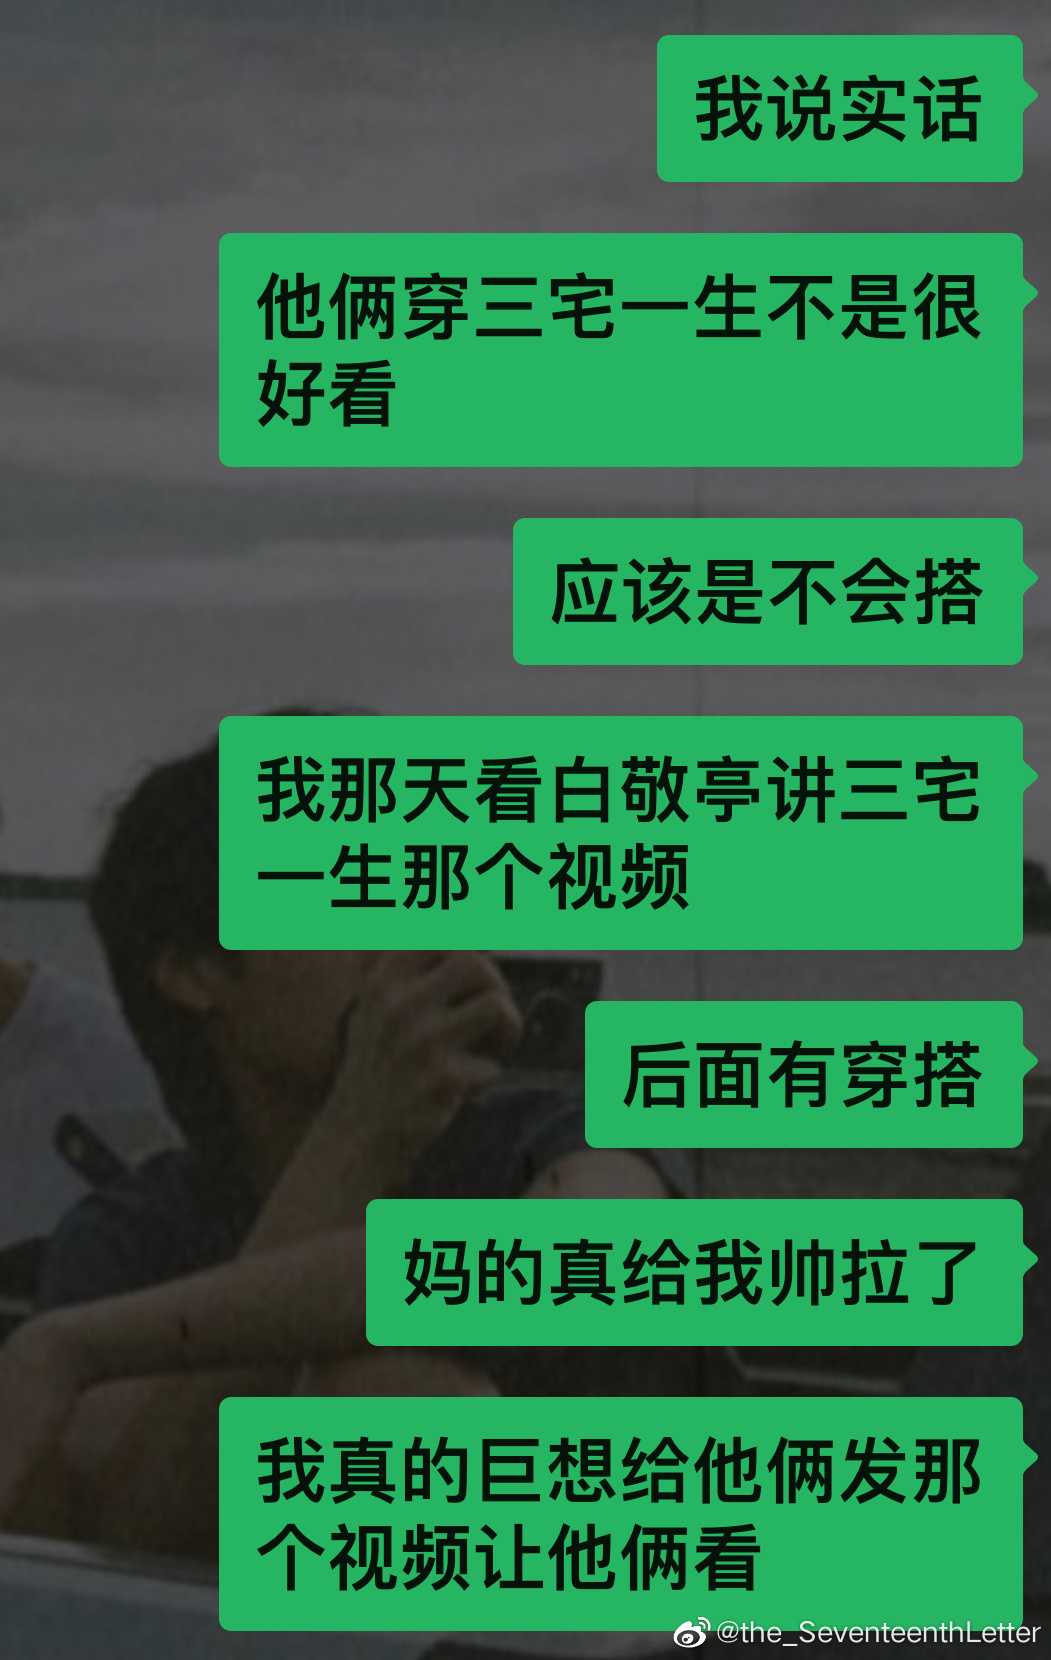 我说实话
他俩穿三宅一生不是很
好看
应该是不会搭
我那天看白敬亭讲三宅
一生那个视频
后面有穿搭
妈的真给我帅拉了
我真的巨想给他俩发那
个视频让他俩看
@the_SeventeenthLetter